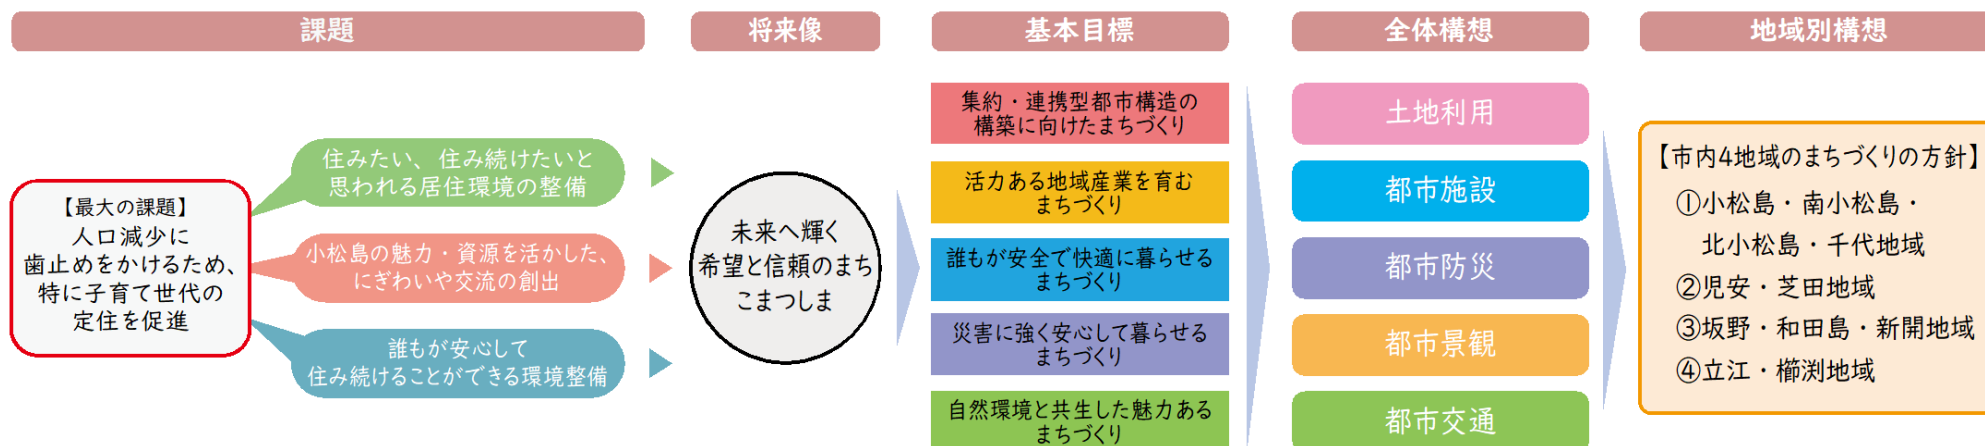 課題
将来像
基本目標
全体構想
地域別構想
【最大の課題】
人口減少に
歯止めをかけるため、
特に子育て世代の
定住を促進
住みたい、住み続けたいと
思われる居住環境の整備
小松島の魅力・資源を活かした、
にぎわいや交流の創出
誰もが安心して
住み続けることができる環境整備
未来へ輝く
希望と信頼のまち
こまつしま
集約・連携型都市構造の
構築に向けたまちづくり
活力ある地域産業を育む
まちづくり
誰もが安全で快適に暮らせる
まちづくり
災害に強く安心して暮らせる
まちづくり
自然環境と共生した魅力ある
まちづくり
土地利用
都市施設
都市防災
都市景観
都市交通
【市内4地域のまちづくりの方針】
①小松島・南小松島・
北小松島・千代地域
②児安・芝田地域
③坂野・和田島・新開地域
④立江・櫛渕地域